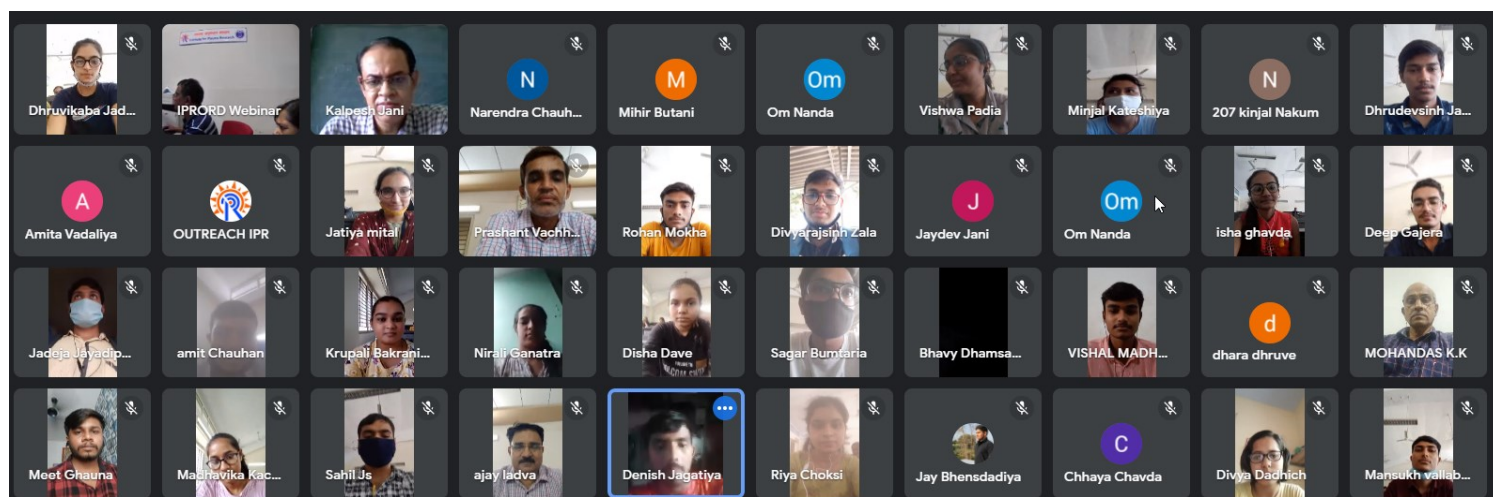 Dhruvikaba Jad...
IPRORD Webinar
Kalpesh Jani
N
Narendra Chauh...
M
Mihir Butani
Om
Om Nanda
Vishwa Padia
Minjal Kateshiya
N
207 kinjal Nakum
Dhrudevsinh Ja...
A
Amita Vadaliya
OUTREACH IPR
Jatiya mital
Prashant Vachh...
Rohan Mokha
Divyarajsinh Zala
J
Jaydev Jani
Om
Om Nanda
isha ghavda
Deep Gajera
Jadeja Jayadip...
amit Chauhan
Krupali Bakrani...
Nirali Ganatra
Disha Dave
Sagar Bumtaria
Bhavy Dhamsa...
VISHAL MADH...
d
dhara dhruve
MOHANDAS K.K
Meet Ghauna
Madhavika Kac...
Sahil Js
ajay ladva
Denish Jagatiya
Riya Choksi
Jay Bhensdadiya
C
Chhaya Chavda
Divya Dadhich
Mansukh vallab...